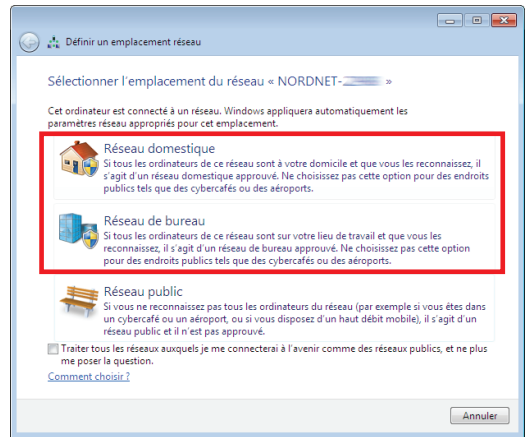 Définir un emplacement réseau
Sélectionner l'emplacement du réseau « NORDNET- »
Cet ordinateur est connecté à un réseau. Windows appliquera automatiquement les
paramètres réseau appropriés pour cet emplacement.
Réseau domestique
Si tous les ordinateurs de ce réseau sont à votre domicile et que vous les reconnaissez, il
s'agit d'un réseau domestique approuvé. Ne choisissez pas cette option pour des endroits
publics tels que des cybercafés ou des aéroports.
Réseau de bureau
Si tous les ordinateurs de ce réseau sont sur votre lieu de travail et que vous les
reconnaissez, il s'agit d'un réseau de bureau approuvé. Ne choisissez pas cette option
pour des endroits publics tels que des cybercafés ou des aéroports.
Réseau public
Si vous ne reconnaissez pas tous les ordinateurs du réseau (par exemple si vous êtes dans
un cybercafé ou un aéroport, ou si vous disposez d'un haut débit mobile), il s'agit d'un
réseau public et il n'est pas approuvé.
Traiter tous les réseaux auxquels je me connecterai à l'avenir comme des réseaux publics, et ne plus
me poser la question.
Comment choisir ?
Annuler